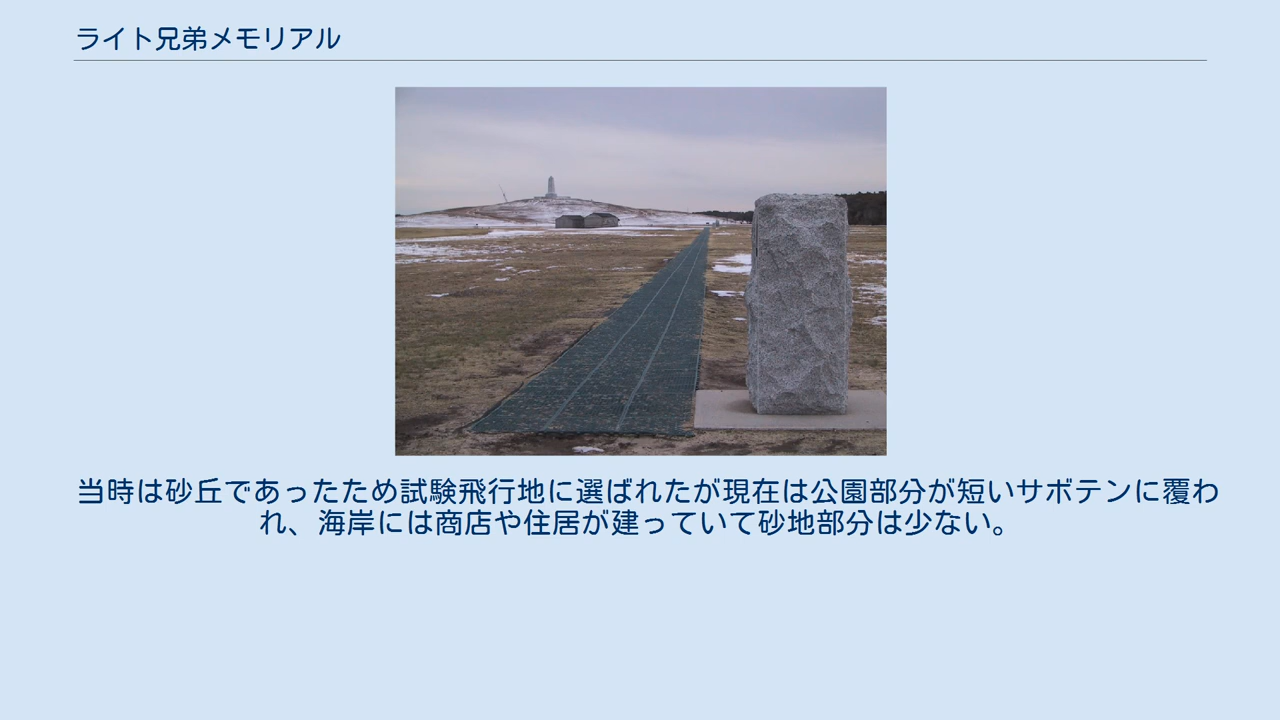 ライト兄弟メモリアル
当時は砂丘であったため試験飛行地に選ばれたが現在は公園部分が短いサボテンに覆わ
れ、海岸には商店や住居が建っていて砂地部分は少ない。